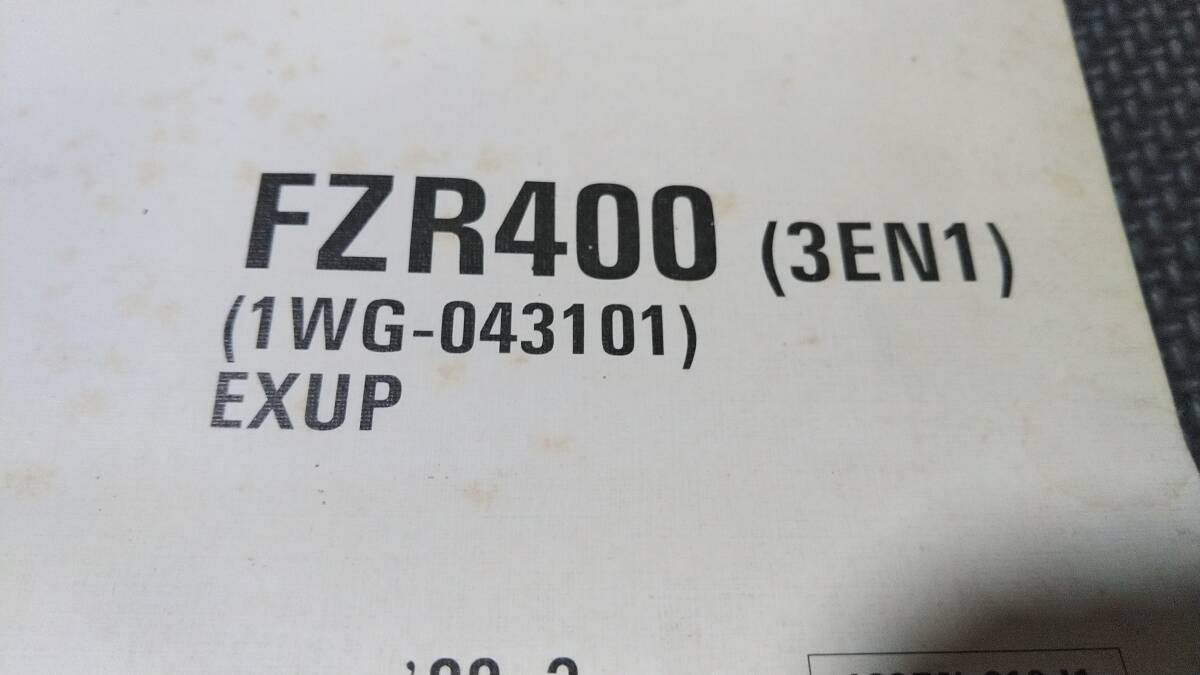 FZR400 (3EN1)
(1WG-043101)
EXUP